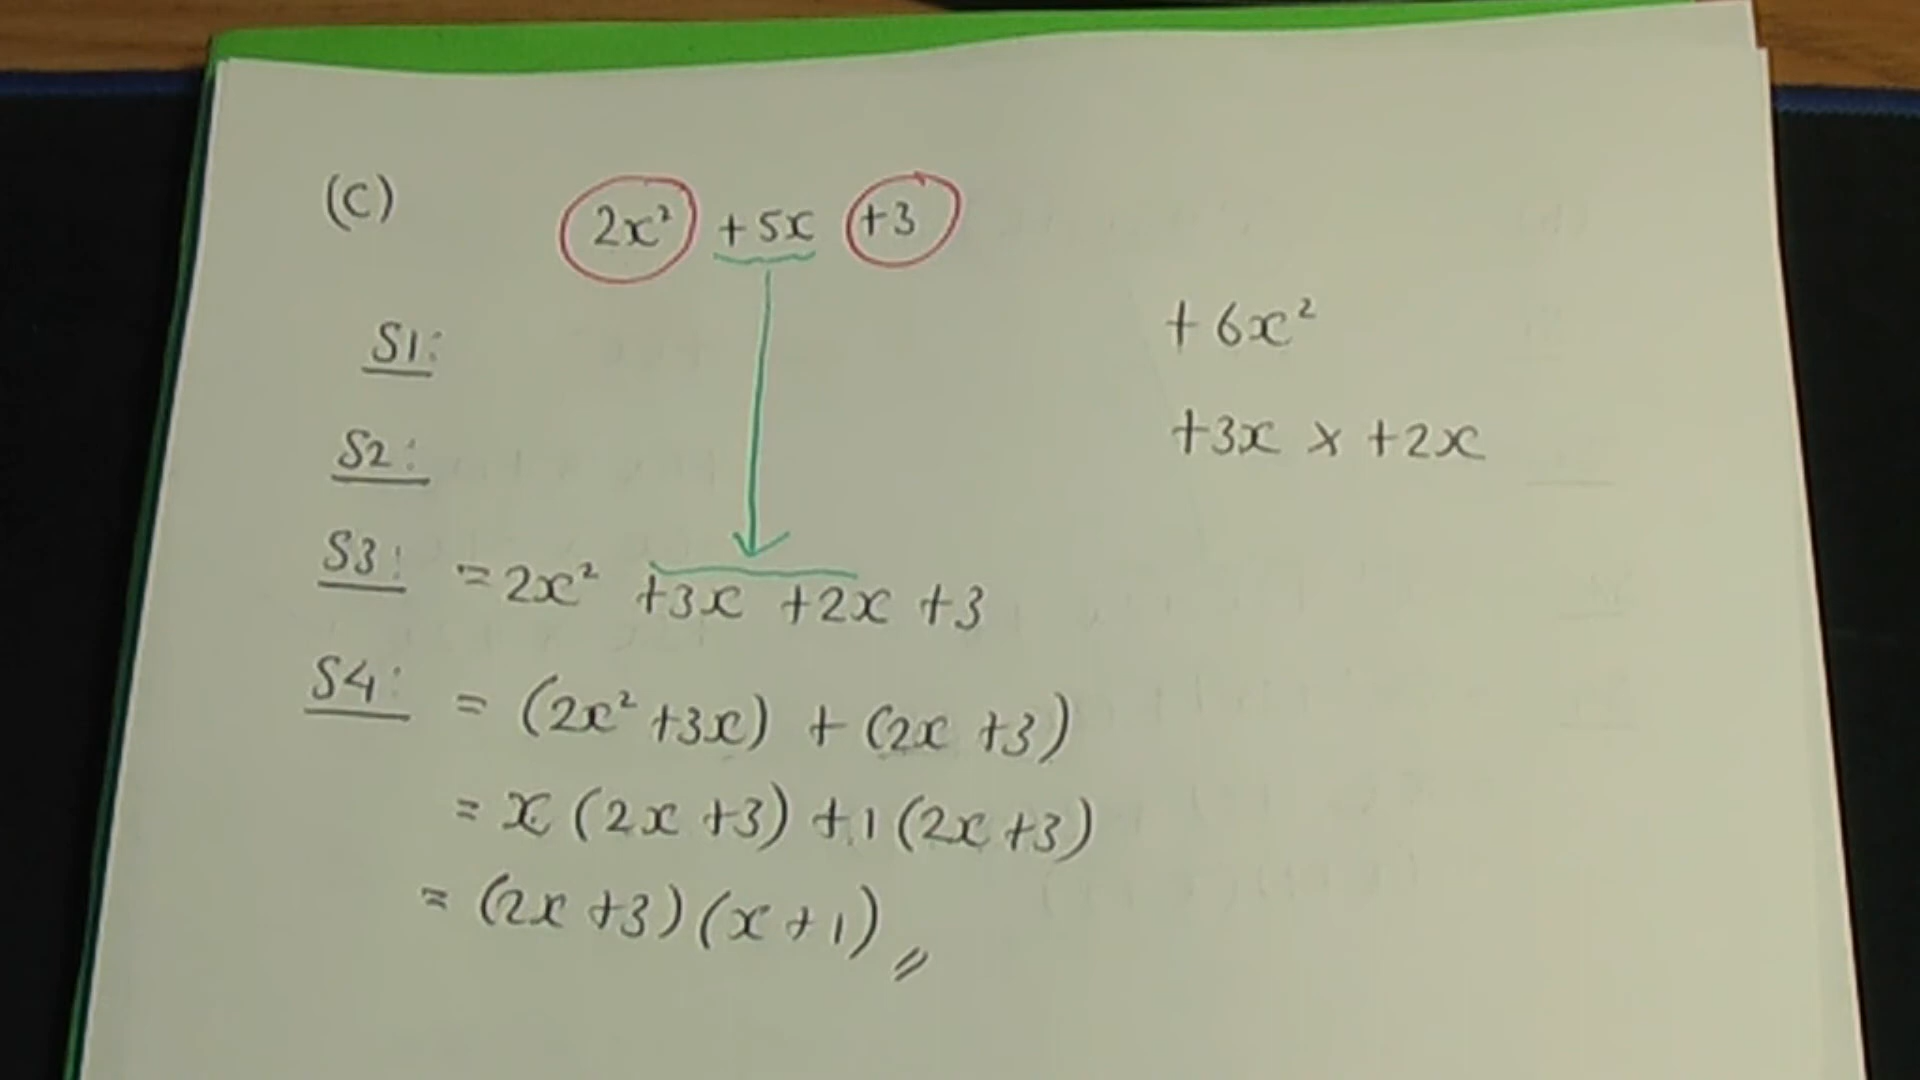 (C) 2x² +5x +3
S1: +6x²
S2: +3x × +2x
S3: = 2x² +3x +2x +3
S4: = (2x² +3x) + (2x +3)
= x (2x +3) +1 (2x +3)
= (2x +3) (x +1)